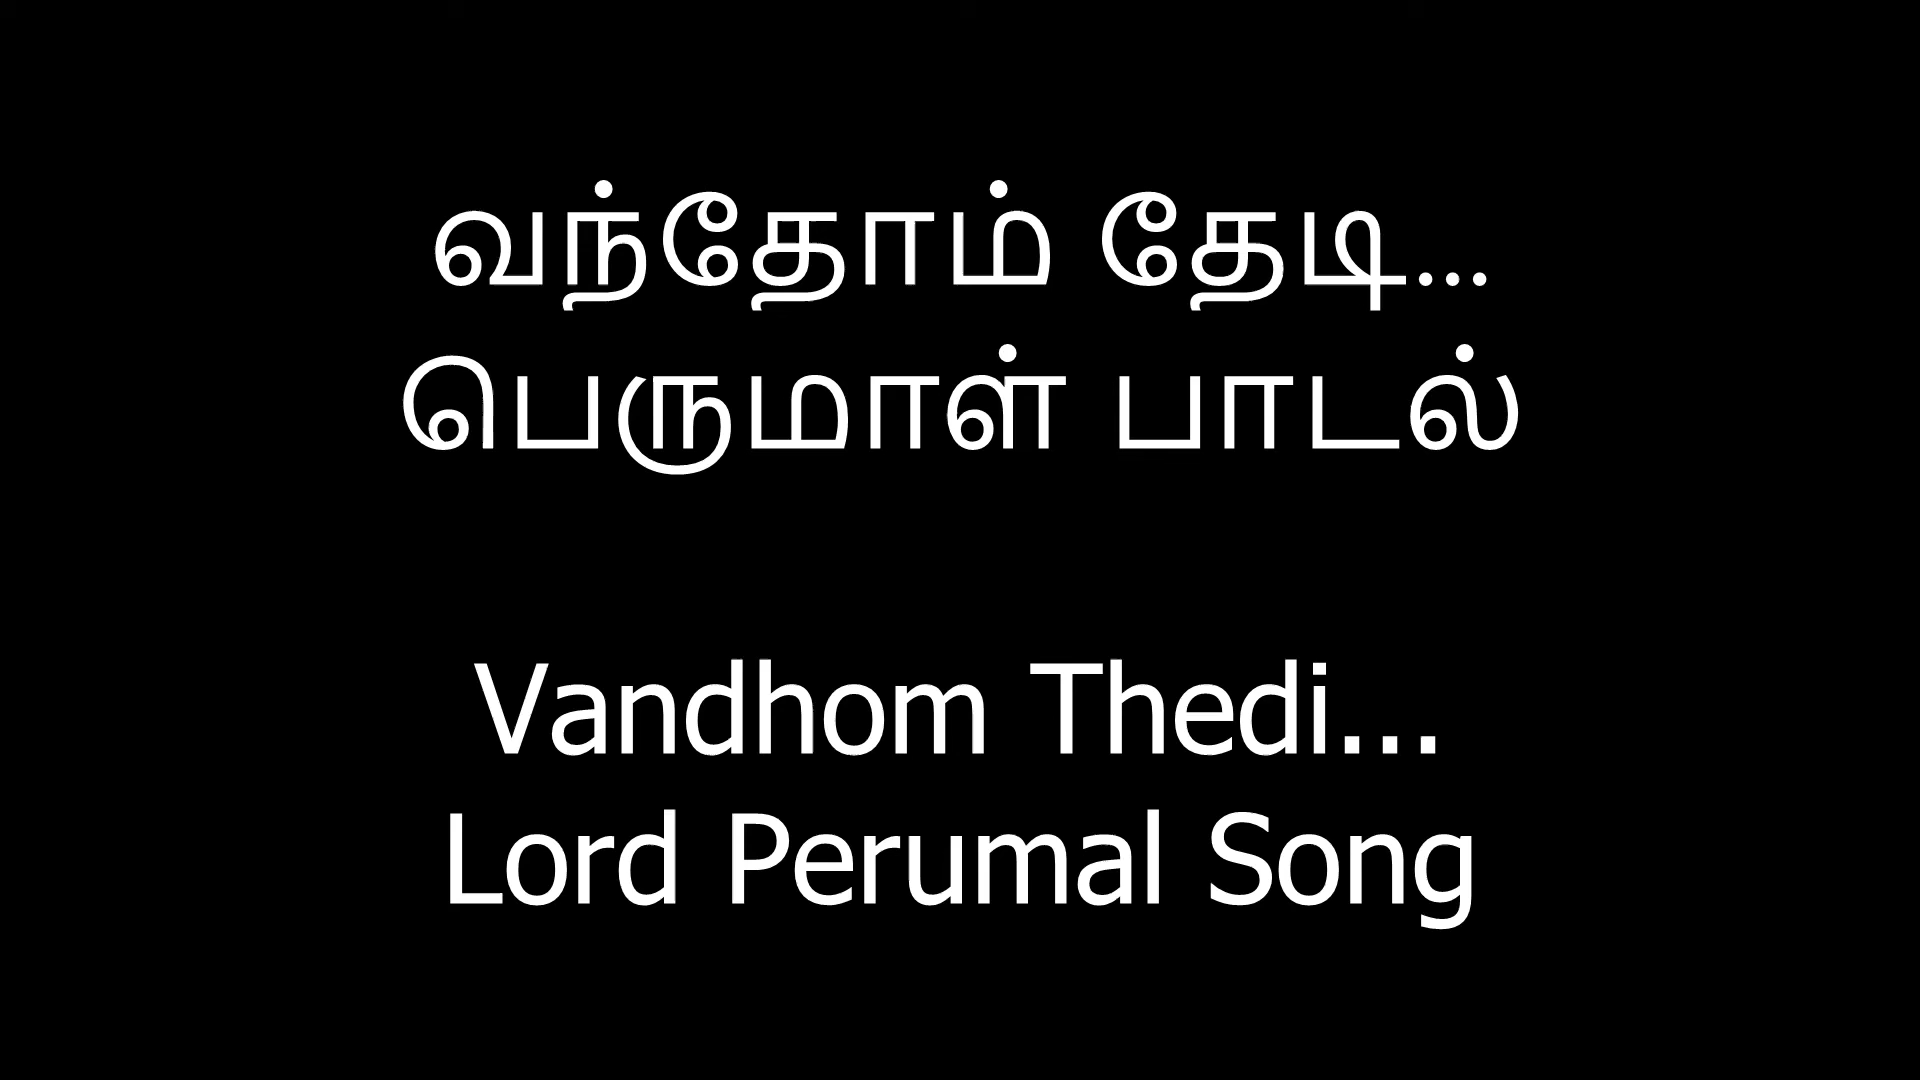 வந்தோம் தேடி...
பெருமாள் பாடல்
Vandhom Thedi...
Lord Perumal Song